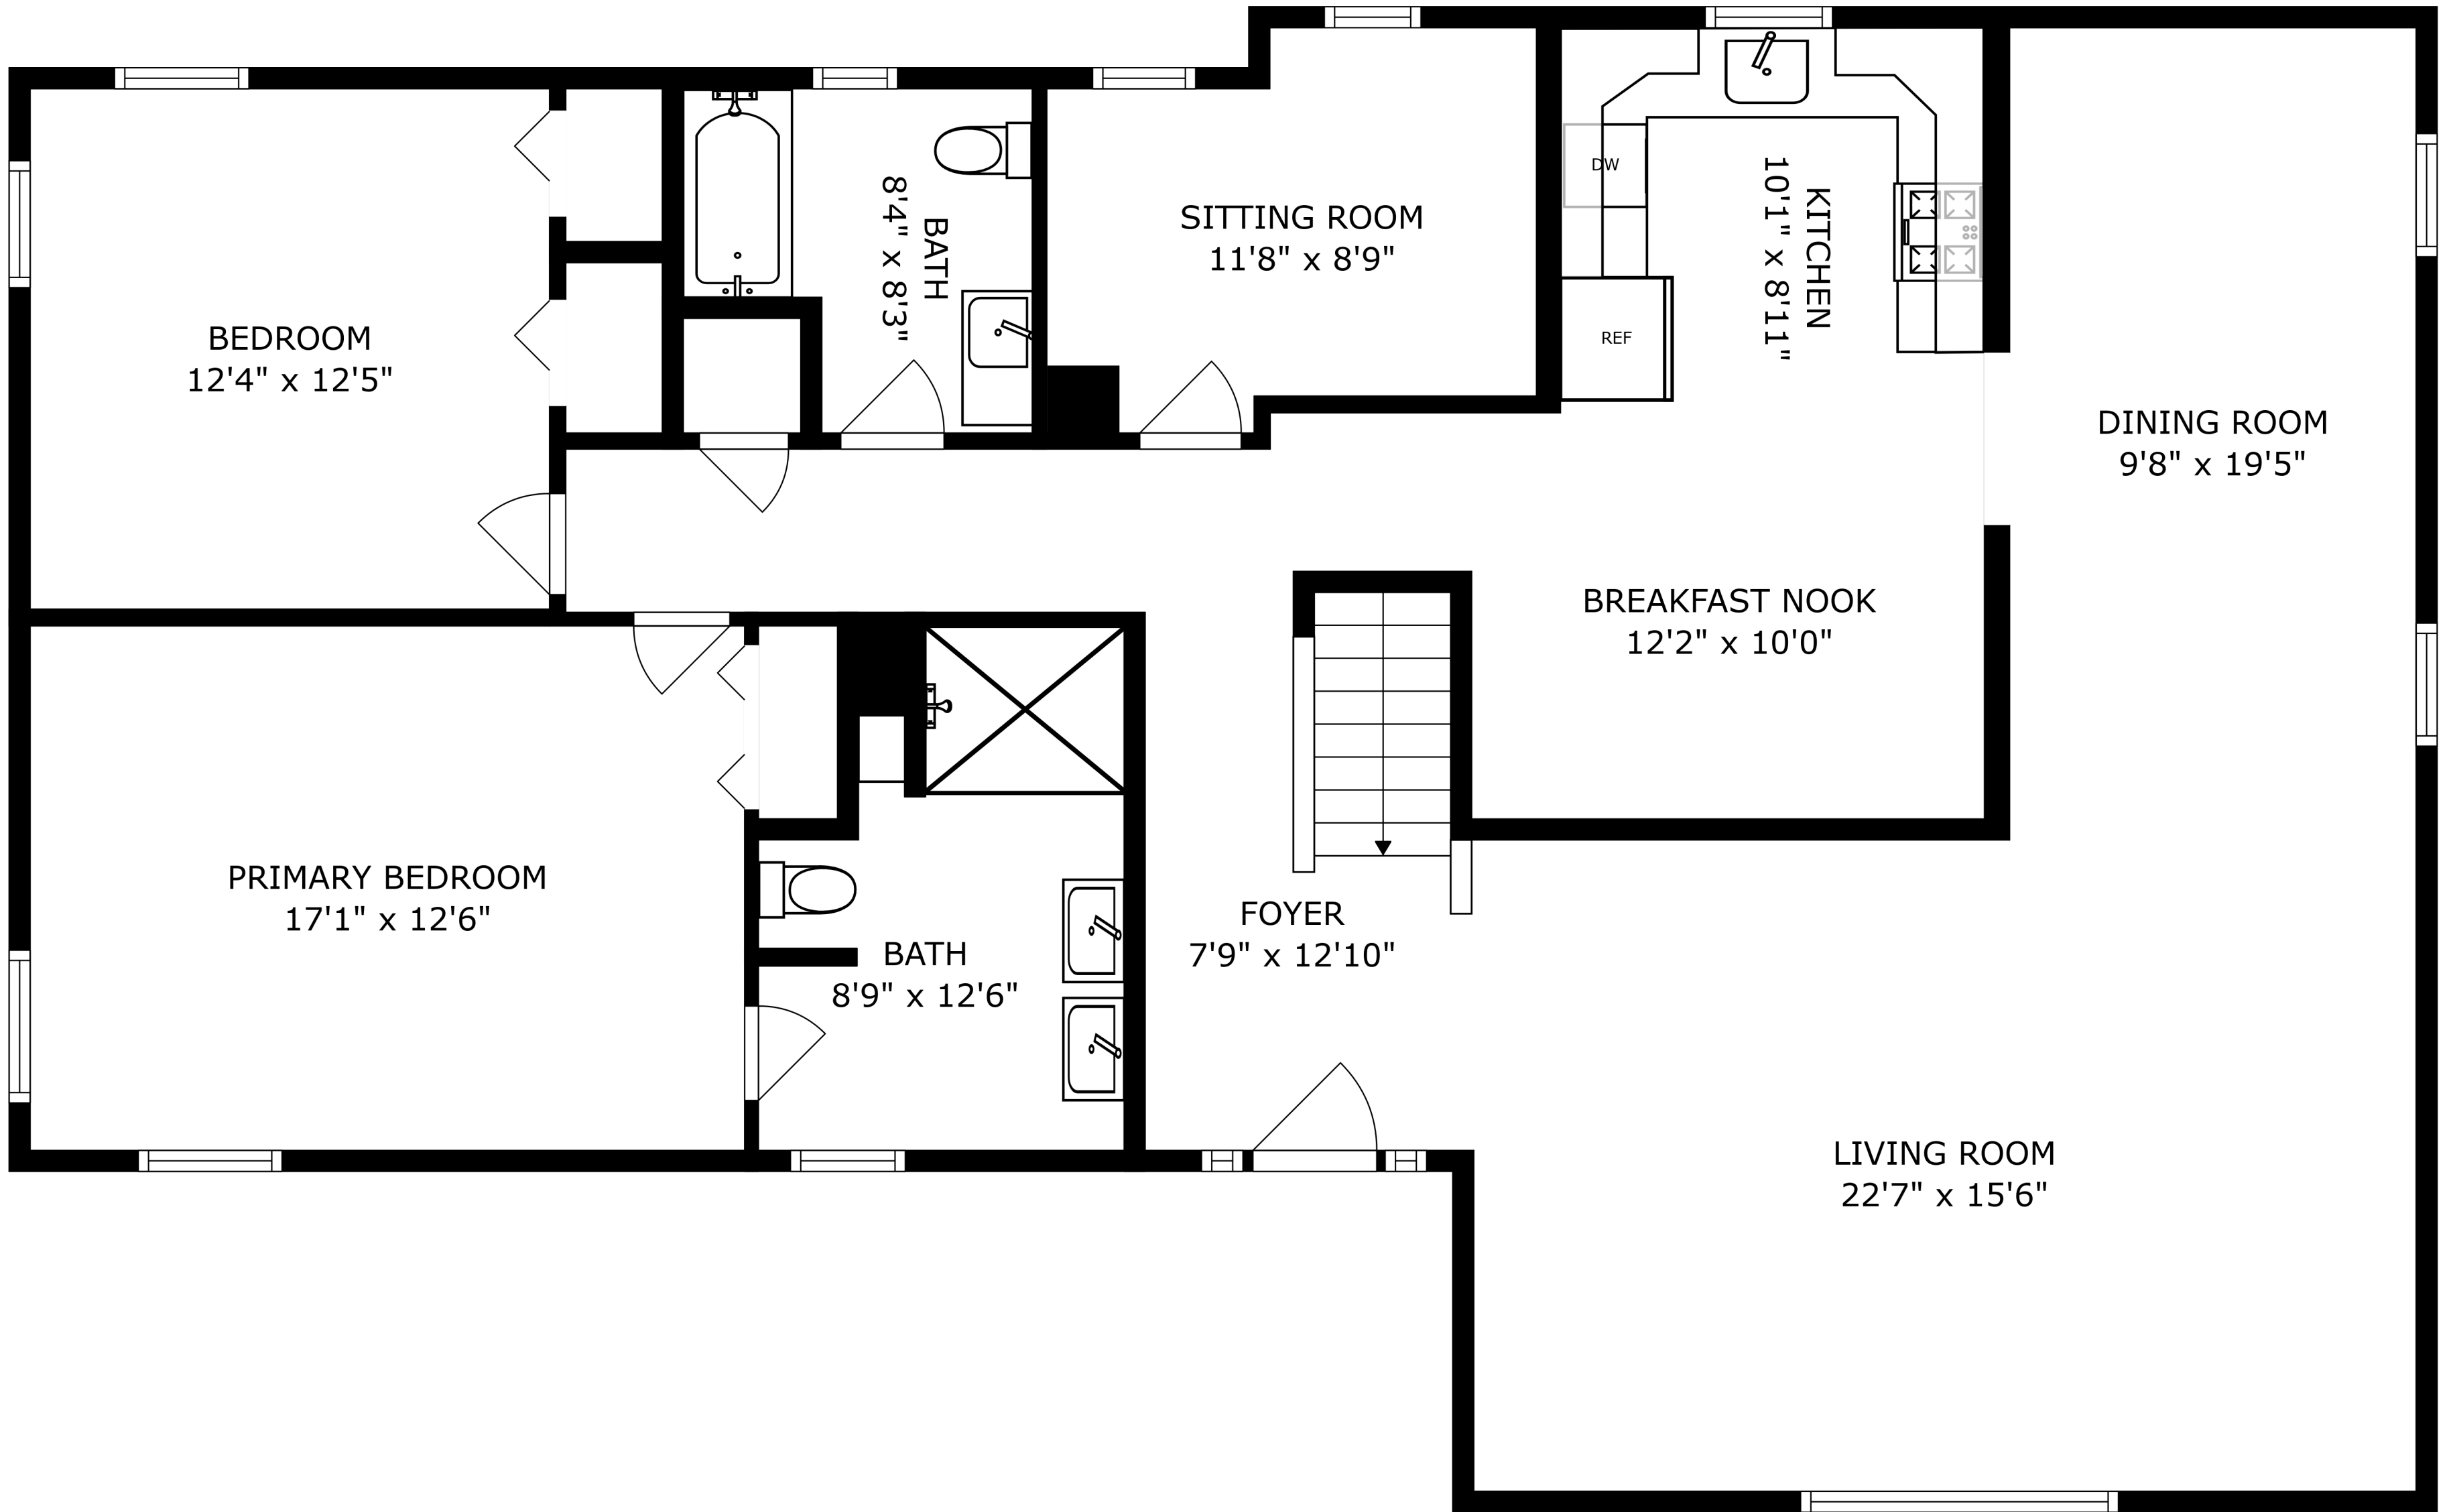 BEDROOM
12'4" x 12'5"
BATH
8'4" x 8'3"
SITTING ROOM
11'8" x 8'9"
DW
REF
KITCHEN
10'1" x 8'11"
DINING ROOM
9'8" x 19'5"
BREAKFAST NOOK
12'2" x 10'0"
PRIMARY BEDROOM
17'1" x 12'6"
BATH
8'9" x 12'6"
FOYER
7'9" x 12'10"
LIVING ROOM
22'7" x 15'6"